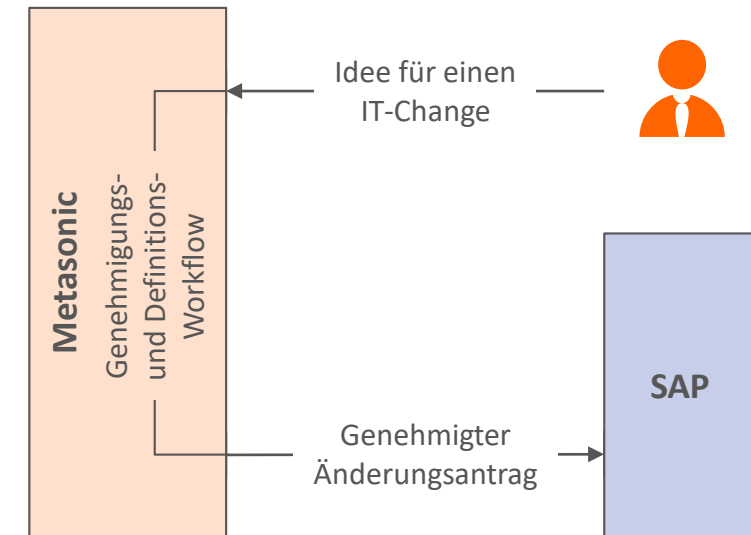 Idee für einen
IT-Change
Metasonic
Genehmigungs-
und Definitions-
Workflow
SAP
Genehmigter
Änderungsantrag